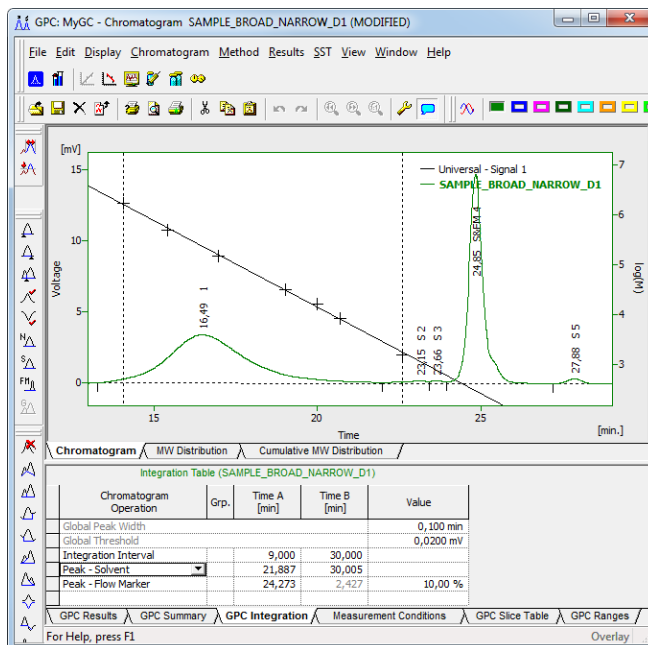 GPC: MyGC - Chromatogram  SAMPLE_BROAD_NARROW_D1 (MODIFIED)
File Edit Display Chromatogram Method Results SST View Window Help
[mV]
Universal - Signal 1
SAMPLE_BROAD_NARROW_D1
15
10
5
0
Voltage
16,49 1
23,15 S 2
23,66 S 3
24,85 S&FM 4
27,88 S 5
7
6
5
4
3
log(M)
15 20 25
Time
[min.]
Chromatogram MW Distribution Cumulative MW Distribution
Integration Table (SAMPLE_BROAD_NARROW_D1)
Chromatogram Operation Grp. Time A [min] Time B [min] Value
Global Peak Width 0,100 min
Global Threshold 0,0200 mV
Integration Interval 9,000 30,000
Peak - Solvent 21,887 30,005
Peak - Flow Marker 24,273 2,427 10,00 %
GPC Results GPC Summary GPC Integration Measurement Conditions GPC Slice Table GPC Ranges
For Help, press F1 Overlay